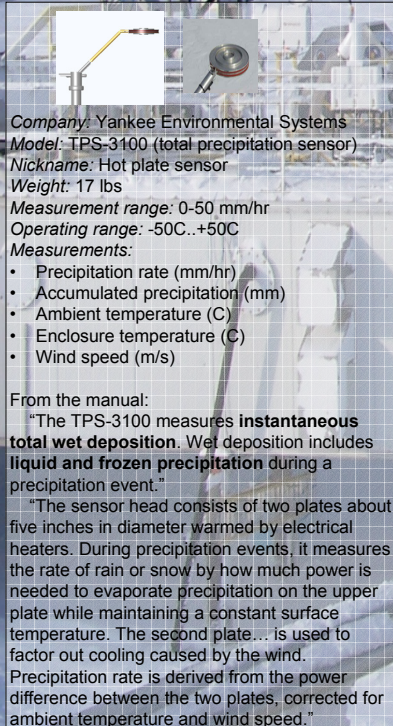 Company: Yankee Environmental Systems
Model: TPS-3100 (total precipitation sensor)
Nickname: Hot plate sensor
Weight: 17 lbs
Measurement range: 0-50 mm/hr
Operating range: -50C..+50C
Measurements:
• Precipitation rate (mm/hr)
• Accumulated precipitation (mm)
• Ambient temperature (C)
• Enclosure temperature (C)
• Wind speed (m/s)
From the manual:
“The TPS-3100 measures instantaneous
total wet deposition. Wet deposition includes
liquid and frozen precipitation during a
precipitation event.”
“The sensor head consists of two plates about
five inches in diameter warmed by electrical
heaters. During precipitation events, it measures
the rate of rain or snow by how much power is
needed to evaporate precipitation on the upper
plate while maintaining a constant surface
temperature. The second plate… is used to
factor out cooling caused by the wind.
Precipitation rate is derived from the power
difference between the two plates, corrected for
ambient temperature and wind speed.”